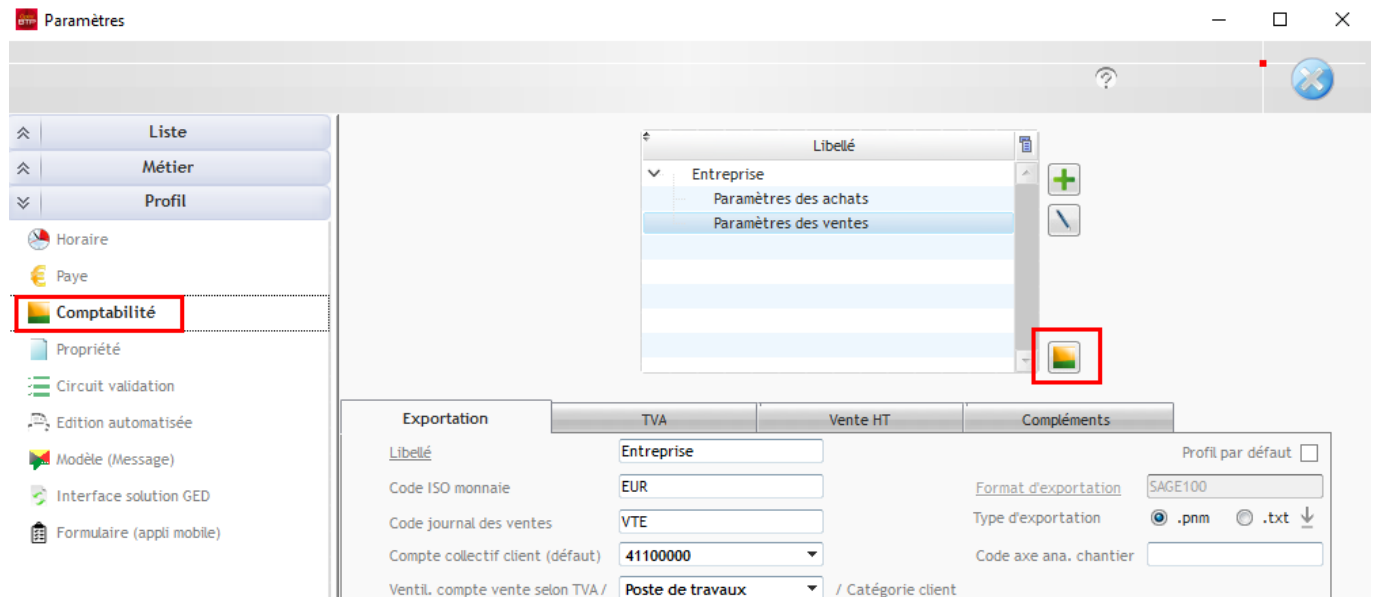 Paramètres
Liste
Métier
Profil
Horaire
Paye
Comptabilité
Propriété
Circuit validation
Edition automatisée
Modèle (Message)
Interface solution GED
Formulaire (appli mobile)
Libellé
Entreprise
Paramètres des achats
Paramètres des ventes
Exportation TVA Vente HT Compléments
Libellé Entreprise Profil par défaut
Code ISO monnaie EUR Format d'exportation SAGE100
Code journal des ventes VTE Type d'exportation .pnm .txt
Compte collectif client (défaut) 41100000 Code axe ana. chantier
Ventil. compte vente selon TVA / Poste de travaux / Catégorie client